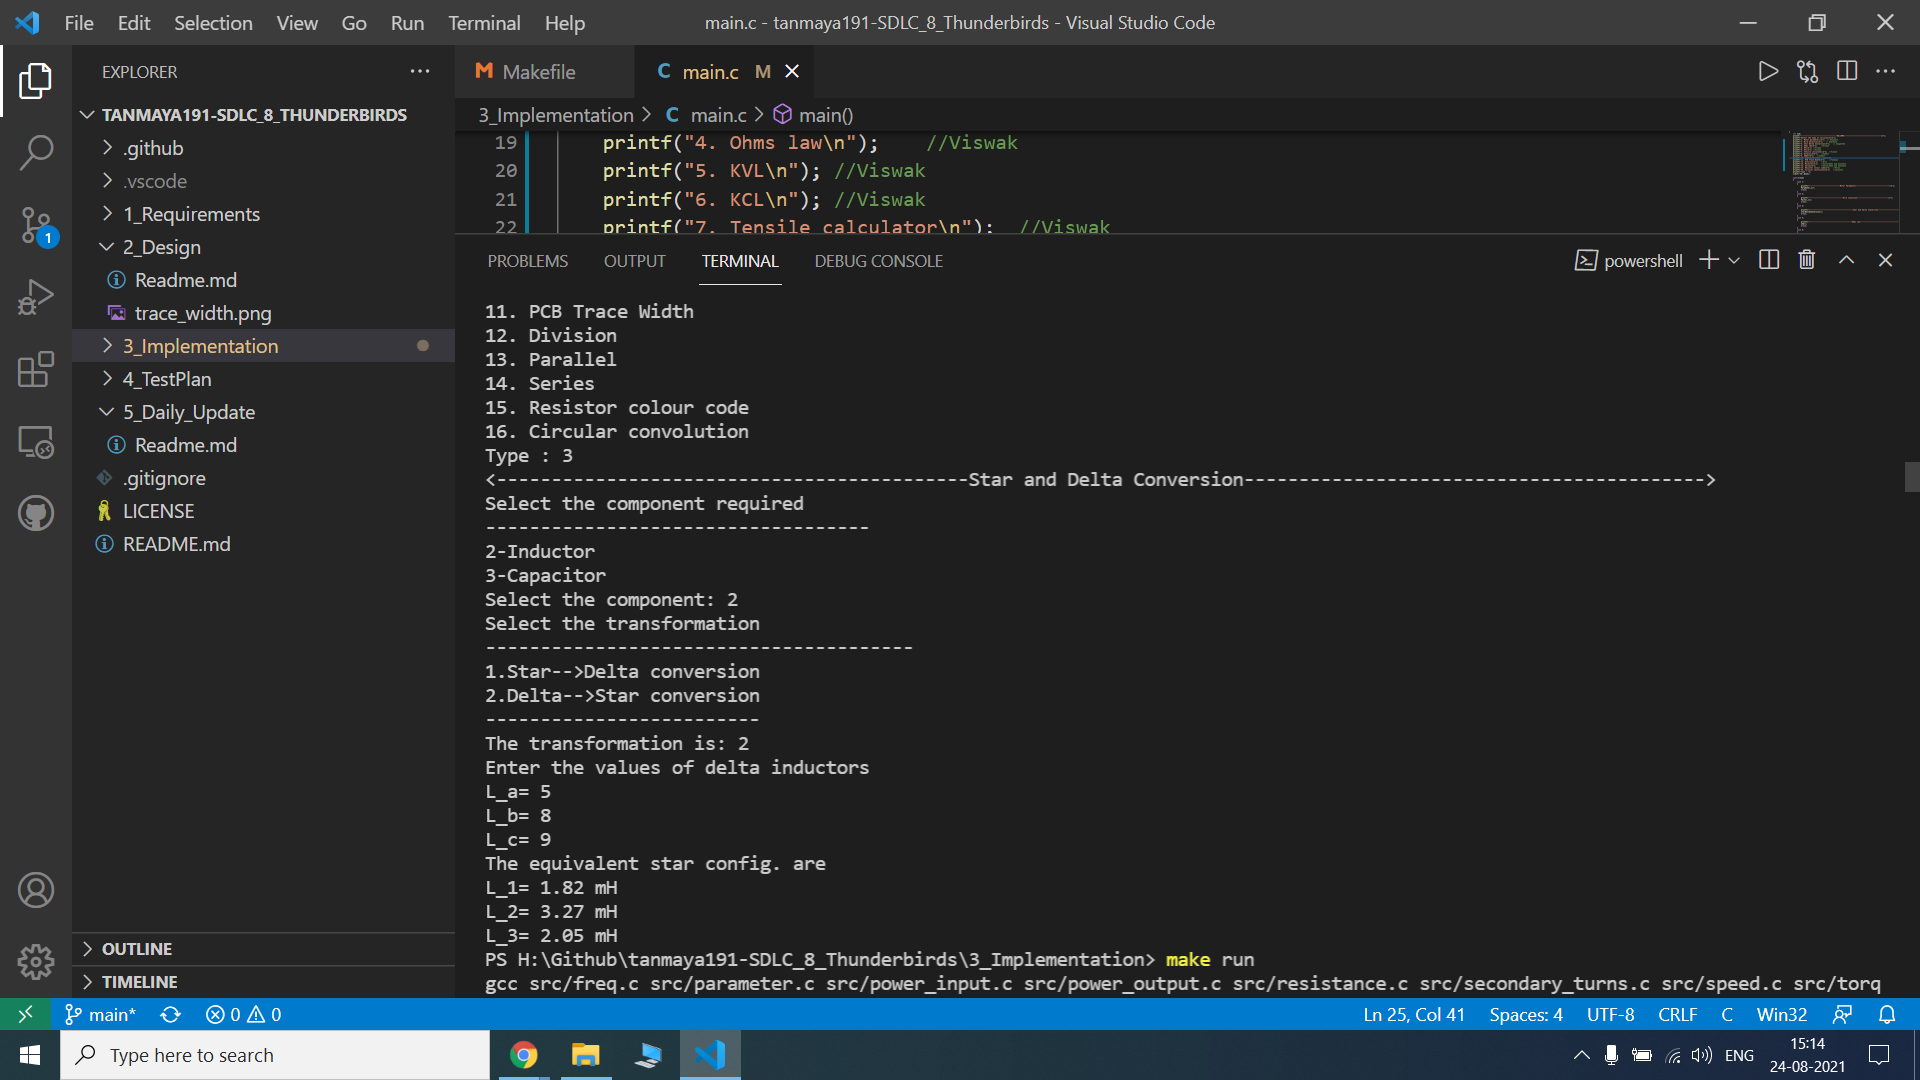 File Edit Selection View Go Run Terminal Help
main.c - tanmaya191-SDLC_8_Thunderbirds - Visual Studio Code
EXPLORER
TANMAYA191-SDLC_8_THUNDERBIRDS
.github
.vscode
1_Requirements
2_Design
Readme.md
trace_width.png
3_Implementation
4_TestPlan
5_Daily_Update
Readme.md
.gitignore
LICENSE
README.md
OUTLINE
TIMELINE
Makefile
main.c M
3_Implementation > C main.c > main()
19 printf("4. Ohms law\n"); //Viswak
20 printf("5. KVL\n"); //Viswak
21 printf("6. KCL\n"); //Viswak
22 printf("7. Tensile calculator\n"); //Viswak
PROBLEMS OUTPUT TERMINAL DEBUG CONSOLE
powershell
11. PCB Trace Width
12. Division
13. Parallel
14. Series
15. Resistor colour code
16. Circular convolution
Type : 3
<-------------------------------------------Star and Delta Conversion------------------------------------------>
Select the component required
-----------------------------------
2-Inductor
3-Capacitor
Select the component: 2
Select the transformation
---------------------------------------
1.Star-->Delta conversion
2.Delta-->Star conversion
-------------------------
The transformation is: 2
Enter the values of delta inductors
L_a= 5
L_b= 8
L_c= 9
The equivalent star config. are
L_1= 1.82 mH
L_2= 3.27 mH
L_3= 2.05 mH
PS H:\Github\tanmaya191-SDLC_8_Thunderbirds\3_Implementation> make run
gcc src/freq.c src/parameter.c src/power_input.c src/power_output.c src/resistance.c src/secondary_turns.c src/speed.c src/torq
1
main* 0 0
Ln 25, Col 41 Spaces: 4 UTF-8 CRLF C Win32
Type here to search
ENG
15:14
24-08-2021